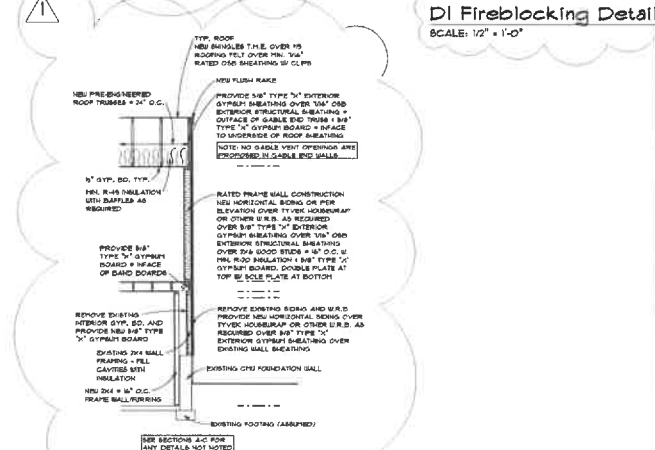 D1 Fireblocking Detail
SCALE: 1/2" = 1'-0"
TYP. ROOF
NEW SHINGLES T.M.E. OVER #15
ROOFING FELT OVER MIN. 7/16"
RATED OSB SHEATHING W/ CLIPS
NEW FLUSH RAKE
NEW PRE-ENGINEERED
ROOF TRUSSES @ 24" O.C.
PROVIDE 5/8" TYPE "X" EXTERIOR
GYPSUM SHEATHING OVER 7/16" OSB
EXTERIOR STRUCTURAL SHEATHING @
OUTFACE OF GABLE END TRUSS & 5/8"
TYPE "X" GYPSUM BOARD @ INFACE
TO UNDERSIDE OF ROOF SHEATHING
NOTE: NO GABLE VENT OPENINGS ARE
PROPOSED IN GABLE END WALLS
½" GYP. BD. TYP.
MIN. R-49 INSULATION
WITH BAFFLES AS
REQUIRED
RATED FRAME WALL CONSTRUCTION
NEW HORIZONTAL SIDING OR PER
ELEVATION OVER TYVEK HOUSEWRAP
OR OTHER W.R.B. AS REQUIRED
OVER 5/8" TYPE "X" EXTERIOR
GYPSUM SHEATHING OVER 7/16" OSB
EXTERIOR STRUCTURAL SHEATHING
OVER 2X6 WOOD STUDS @ 16" O.C. W/
MIN. R-20 INSULATION & 5/8" TYPE "X"
GYPSUM BOARD. DOUBLE PLATE AT
TOP W/ SOLE PLATE AT BOTTOM
PROVIDE 5/8"
TYPE "X" GYPSUM
BOARD @ INFACE
OF BAND BOARDS
REMOVE EXISTING
INTERIOR GYP. BD. AND
PROVIDE NEW 5/8" TYPE
"X" GYPSUM BOARD
REMOVE EXISTING SIDING AND W.R.B.
PROVIDE NEW HORIZONTAL SIDING OVER
TYVEK HOUSEWRAP OR OTHER W.R.B. AS
REQUIRED OVER 5/8" TYPE "X"
EXTERIOR GYPSUM SHEATHING OVER
EXISTING WALL SHEATHING
EXISTING 2X4 WALL
FRAMING - FILL
CAVITIES WITH
INSULATION
EXISTING CMU FOUNDATION WALL
NEW 2X4 @ 16" O.C.
FRAME WALL/FURRING
EXISTING FOOTING (ASSUMED)
SEE SECTIONS A-C FOR
ANY DETAILS NOT NOTED